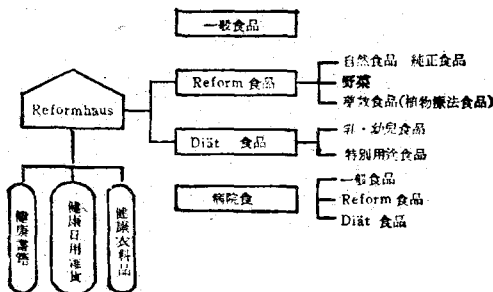 一般食品
Reformhaus
Reform 食品
自然食品 純正食品
野菜
薬効食品(植物療法食品)
Diät 食品
乳・幼児食品
特別用途食品
病院食
一般食品
Reform 食品
Diät 食品
健康書籍
健康日用雑貨
健康衣料品